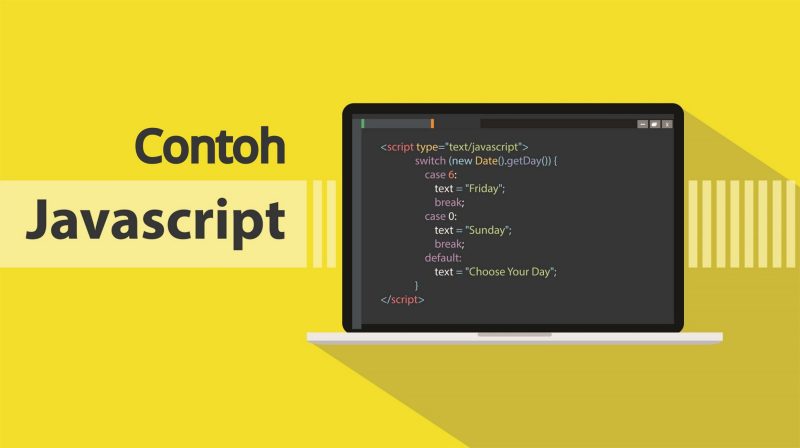 Contoh
Javascript
<script type="text/javascript">
switch (new Date().getDay()) {
case 6:
text = "Friday";
break;
case 0:
text = "Sunday";
break;
default:
text = "Choose Your Day";
}
</script>